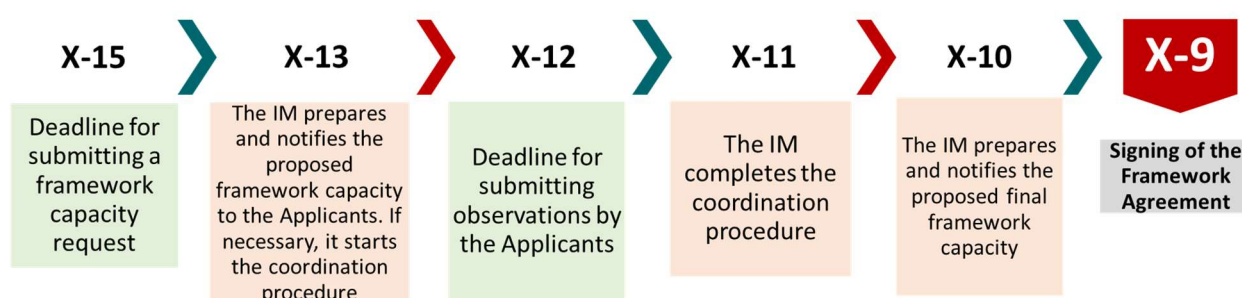 X-15
X-13
X-12
X-11
X-10
X-9
Deadline for
submitting a
framework
capacity
request
The IM prepares
and notifies the
proposed
framework capacity
to the Applicants. If
necessary, it starts
the coordination
procedure
Deadline for
submitting
observations by
the Applicants
The IM
completes the
coordination
procedure
The IM prepares
and notifies the
proposed final
framework
capacity
Signing of the
Framework
Agreement